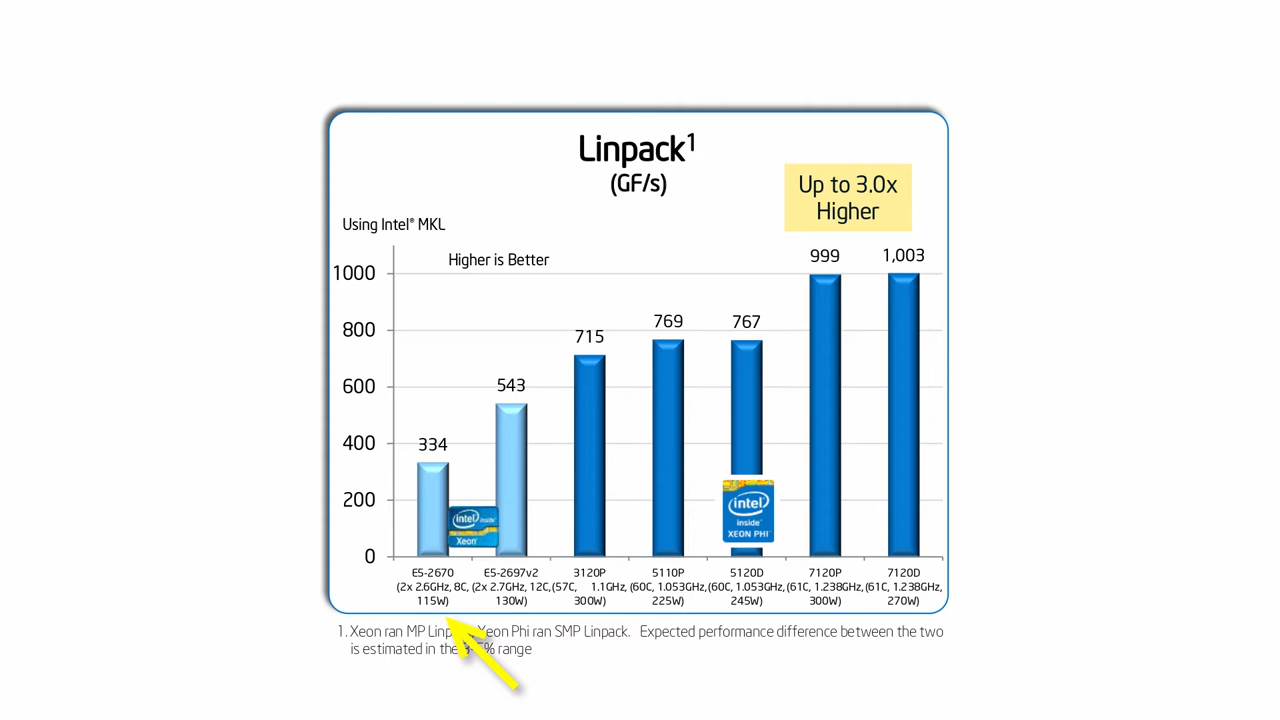 Linpack¹
(GF/s)
Up to 3.0x
Higher
Using Intel® MKL
Higher is Better
1000
800
600
400
200
0
334
543
715
769
767
999
1,003
intel inside™
Xeon®
intel
inside™
XEON PHI™
E5-2670
(2x 2.6GHz, 8C,
115W)
E5-2697v2
(2x 2.7GHz, 12C,
130W)
3120P
(57C, 1.1GHz,
300W)
5110P
(60C, 1.053GHz,
225W)
5120D
(60C, 1.053GHz,
245W)
7120P
(61C, 1.238GHz,
300W)
7120D
(61C, 1.238GHz,
270W)
1. Xeon ran MP Xeon Phi ran SMP Linpack. Expected performance difference between the two
is estimated in the range